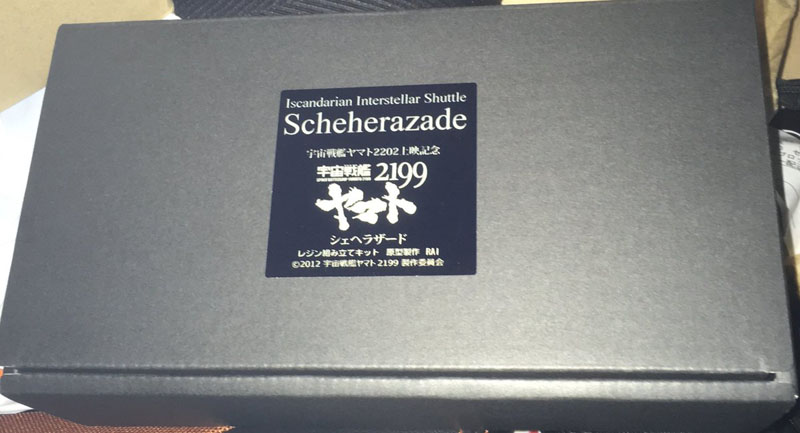 Iscandarian Interstellar Shuttle
Scheherazade
宇宙戦艦ヤマト2202上映記念
宇宙戦艦 2199
ヤマト
シェヘラザード
レジン組み立てキット 原型製作 RAI
©2012 宇宙戦艦ヤマト2199 製作委員会